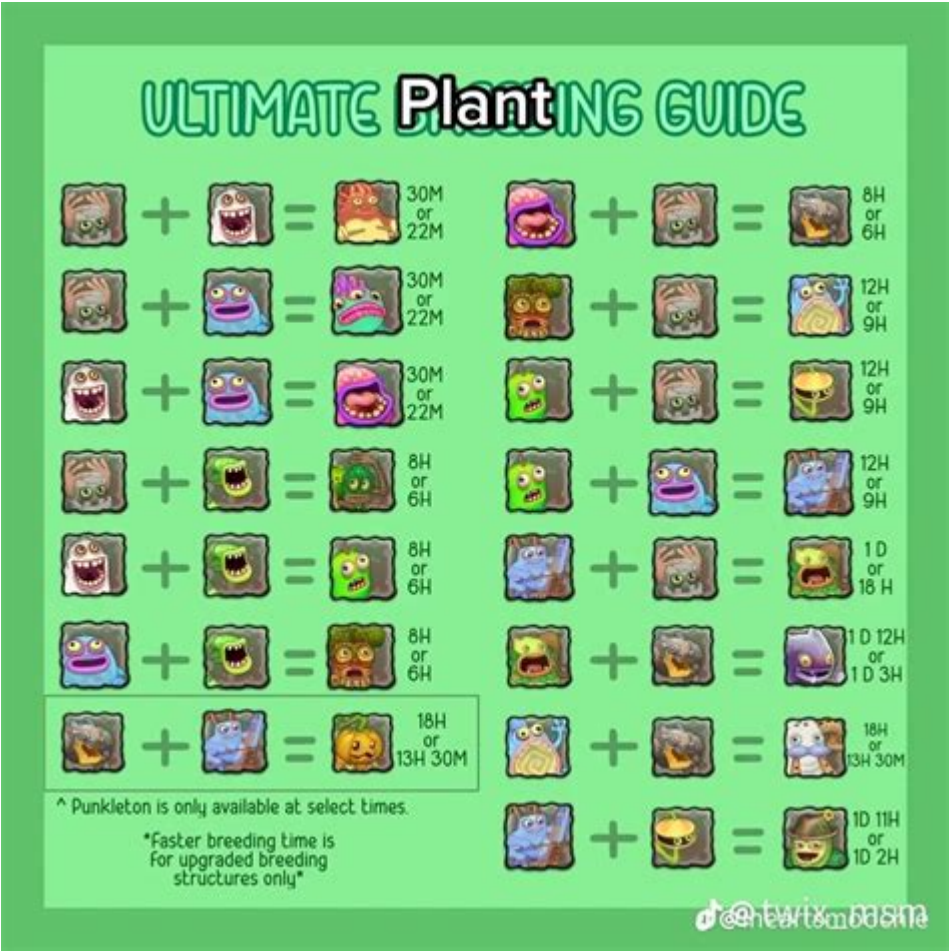 ULTIMATE PlantING GUIDE
30M
or
22M
8H
or
6H
30M
or
22M
12H
or
9H
30M
or
22M
12H
or
9H
8H
or
6H
12H
or
9H
8H
or
6H
1 D
or
18 H
8H
or
6H
1 D 12H
or
1 D 3H
18H
or
13H 30M
18H
or
13H 30M
^ Punkleton is only available at select times.
*Faster breeding time is
for upgraded breeding
structures only*
1D 11H
or
1D 2H
@twix_msm